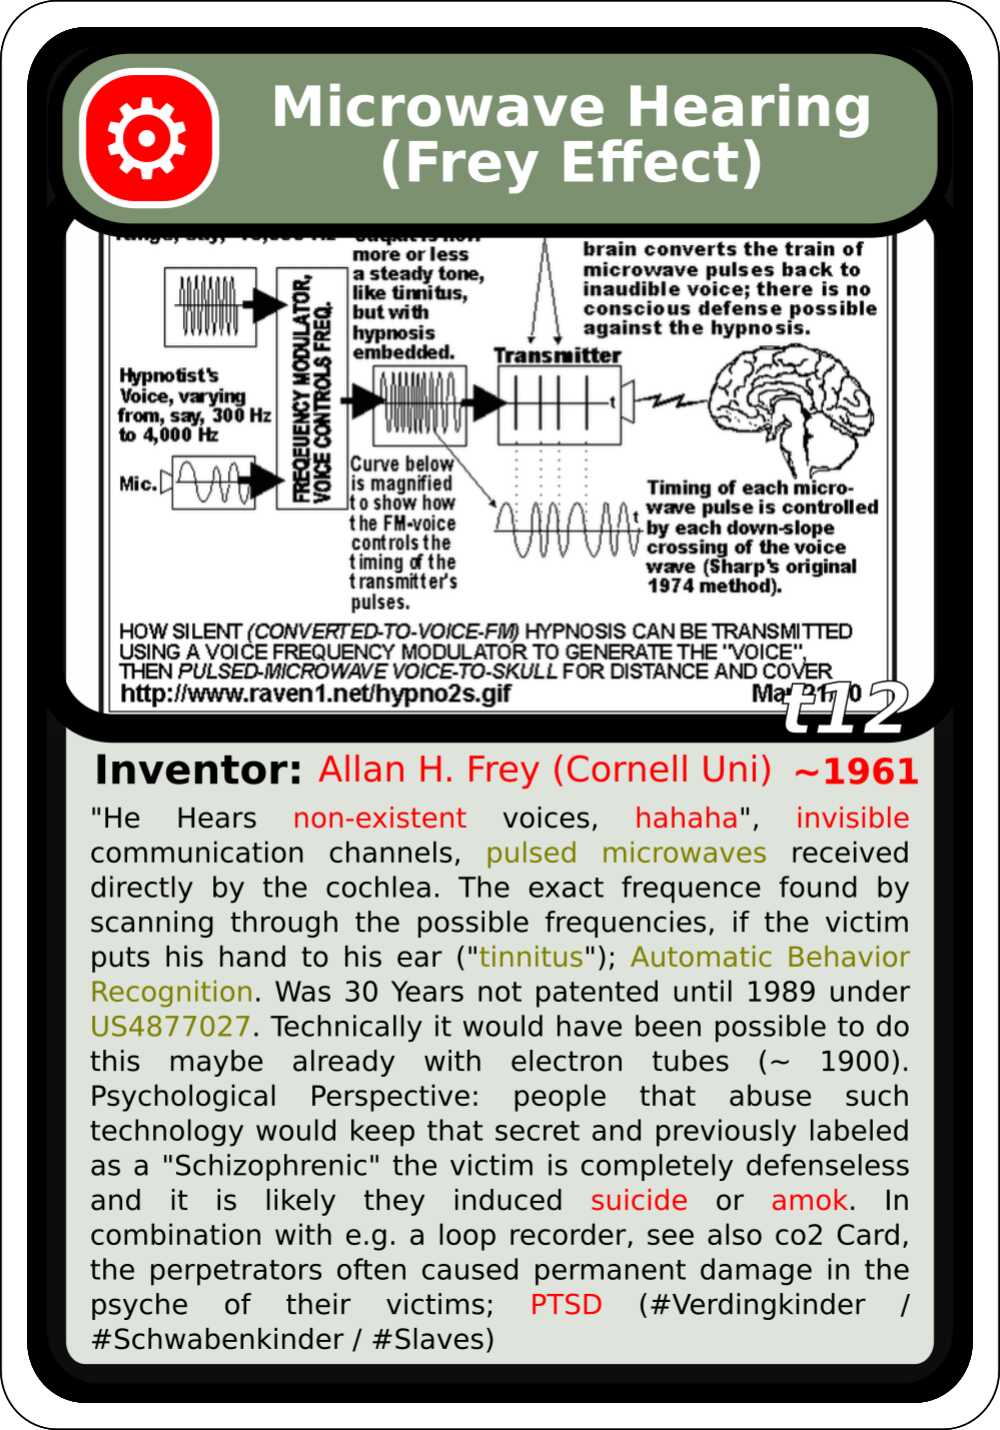 Microwave Hearing
(Frey Effect)
more or less
a steady tone,
like tinnitus,
but with
hypnosis
embedded.
brain converts the train of
microwave pulses back to
inaudible voice; there is no
conscious defense possible
against the hypnosis.
Transmitter
FREQEUENCY MODULATOR,
VOICE CONTROLS FREQ.
Hypnotist's
Voice, varying
from, say, 300 Hz
to 4,000 Hz
Mic.
t
Curve below
is magnified
to show how
the FM-voice
controls the
timing of the
transmitter's
pulses.
t
Timing of each micro-
wave pulse is controlled
by each down-slope
crossing of the voice
wave (Sharp's original
1974 method).
HOW SILENT (CONVERTED-TO-VOICE-FM) HYPNOSIS CAN BE TRANSMITTED
USING A VOICE FREQUENCY MODULATOR TO GENERATE THE "VOICE",
THEN PULSED-MICROWAVE VOICE-TO-SKULL FOR DISTANCE AND COVER
http://www.raven1.net/hypno2s.gif
t12
Inventor: Allan H. Frey (Cornell Uni) ~1961
"He Hears non-existent voices, hahaha", invisible
communication channels, pulsed microwaves received
directly by the cochlea. The exact frequence found by
scanning through the possible frequencies, if the victim
puts his hand to his ear ("tinnitus"); Automatic Behavior
Recognition. Was 30 Years not patented until 1989 under
US4877027. Technically it would have been possible to do
this maybe already with electron tubes (~ 1900).
Psychological Perspective: people that abuse such
technology would keep that secret and previously labeled
as a "Schizophrenic" the victim is completely defenseless
and it is likely they induced suicide or amok. In
combination with e.g. a loop recorder, see also co2 Card,
the perpetrators often caused permanent damage in the
psyche of their victims; PTSD (#Verdingkinder /
#Schwabenkinder / #Slaves)